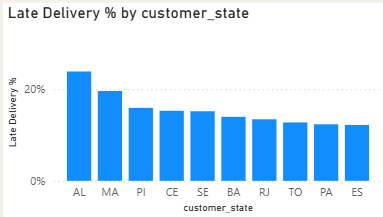 Late Delivery % by customer_state
Late Delivery %
20%
0%
AL MA PI CE SE BA RJ TO PA ES
customer_state